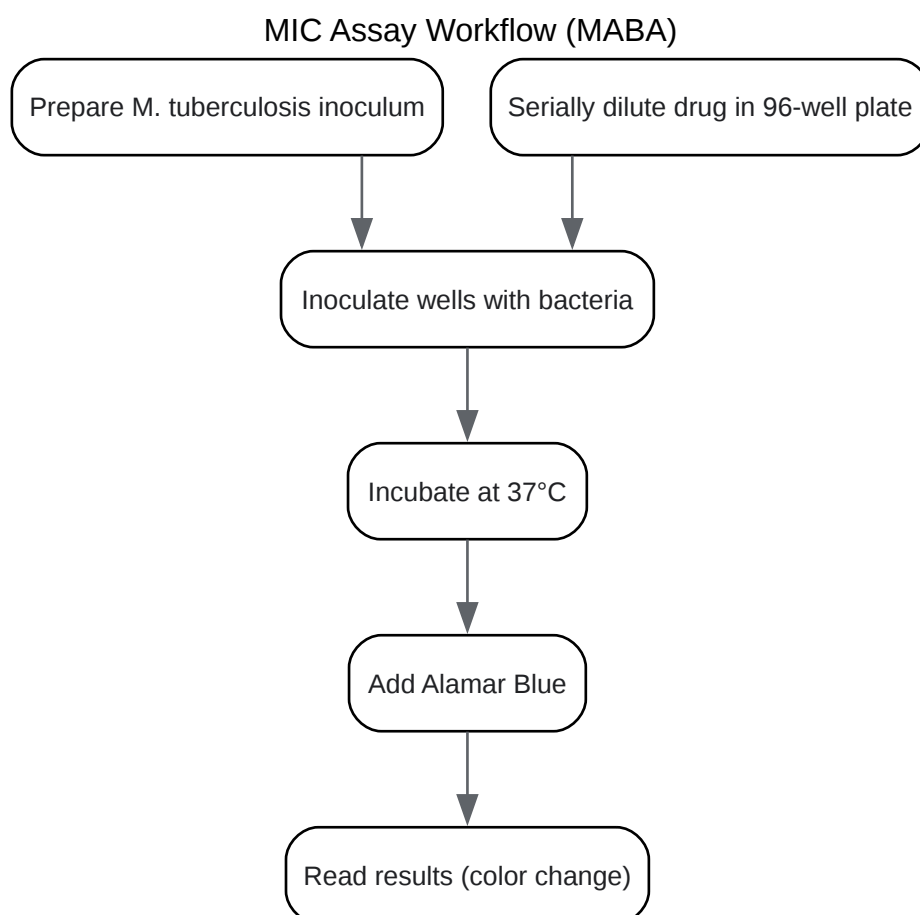 MIC Assay Workflow (MABA)
Prepare M. tuberculosis inoculum
Serially dilute drug in 96-well plate
Inoculate wells with bacteria
Incubate at 37°C
Add Alamar Blue
Read results (color change)